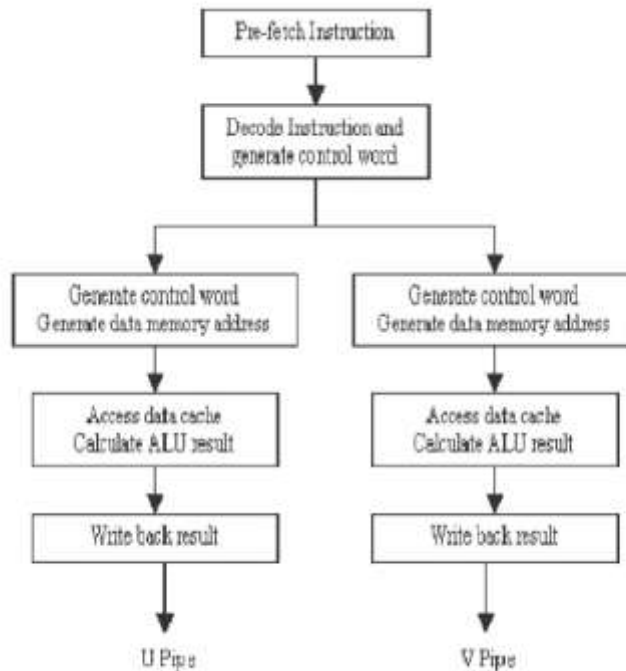 Pre-fetch Instruction
Decode Instruction and
generate control word
Generate control word
Generate data memory address
Generate control word
Generate data memory address
Access data cache
Calculate ALU result
Access data cache
Calculate ALU result
Write back result
Write back result
U Pipe
V Pipe